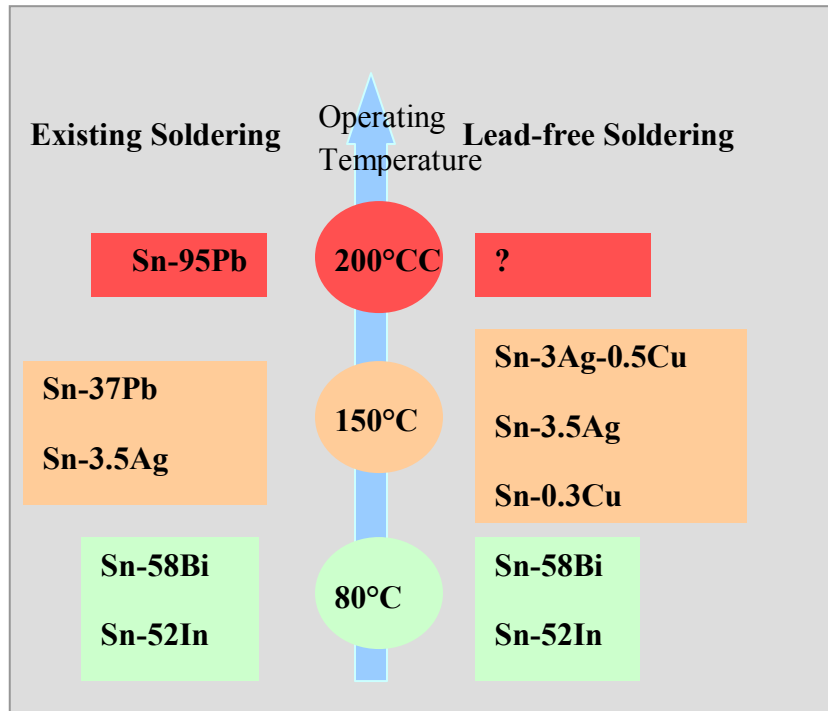 Existing Soldering
Operating
Temperature
Lead-free Soldering
Sn-95Pb
200°CC
?
Sn-37Pb
Sn-3.5Ag
150°C
Sn-3Ag-0.5Cu
Sn-3.5Ag
Sn-0.3Cu
Sn-58Bi
Sn-52In
80°C
Sn-58Bi
Sn-52In